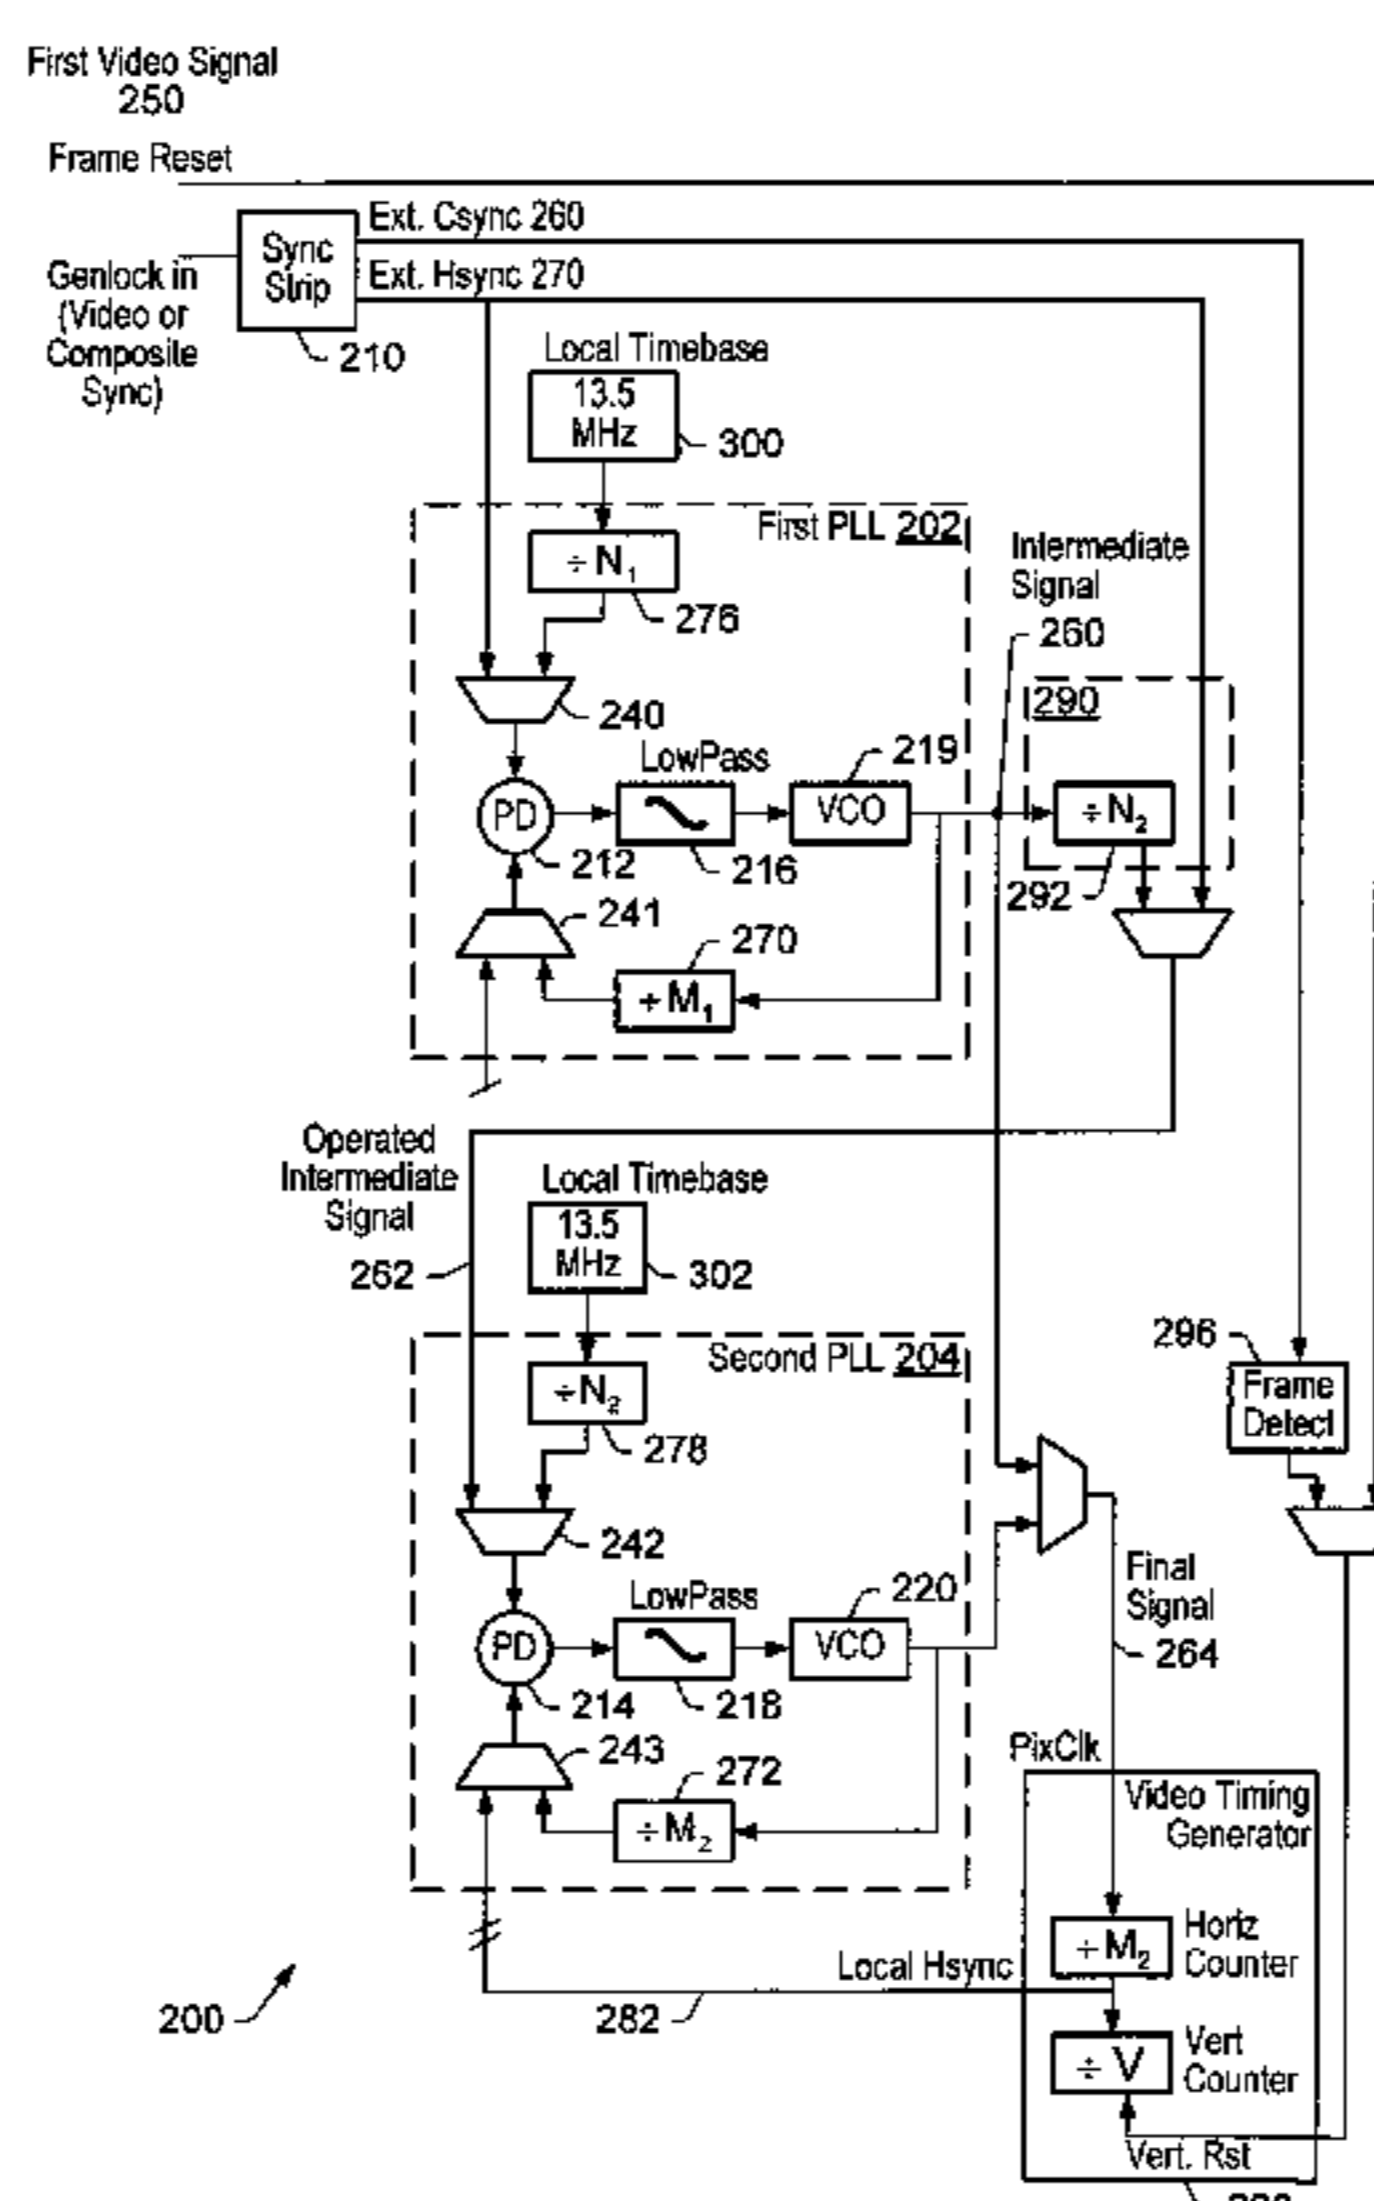 First Video Signal
250
Frame Reset
Ext. Csync 260
Sync
Strip
Ext. Hsync 270
Genlock in
(Video or
Composite
Sync)
210
Local Timebase
13.5
MHz
300
First PLL 202
÷ N1
276
Intermediate
Signal
260
240
290
LowPass
219
PD
VCO
÷ N2
212
216
292
241
270
÷ M1
Operated
Intermediate
Signal
262
Local Timebase
13.5
MHz
302
296
Frame
Detect
Second PLL 204
÷ N2
278
242
LowPass
220
Final
Signal
264
PD
VCO
214
218
243
272
÷ M2
PixClk
Video Timing
Generator
÷ M2
Horiz
Counter
Local Hsync
282
200
÷ V
Vert
Counter
Vert. Rst